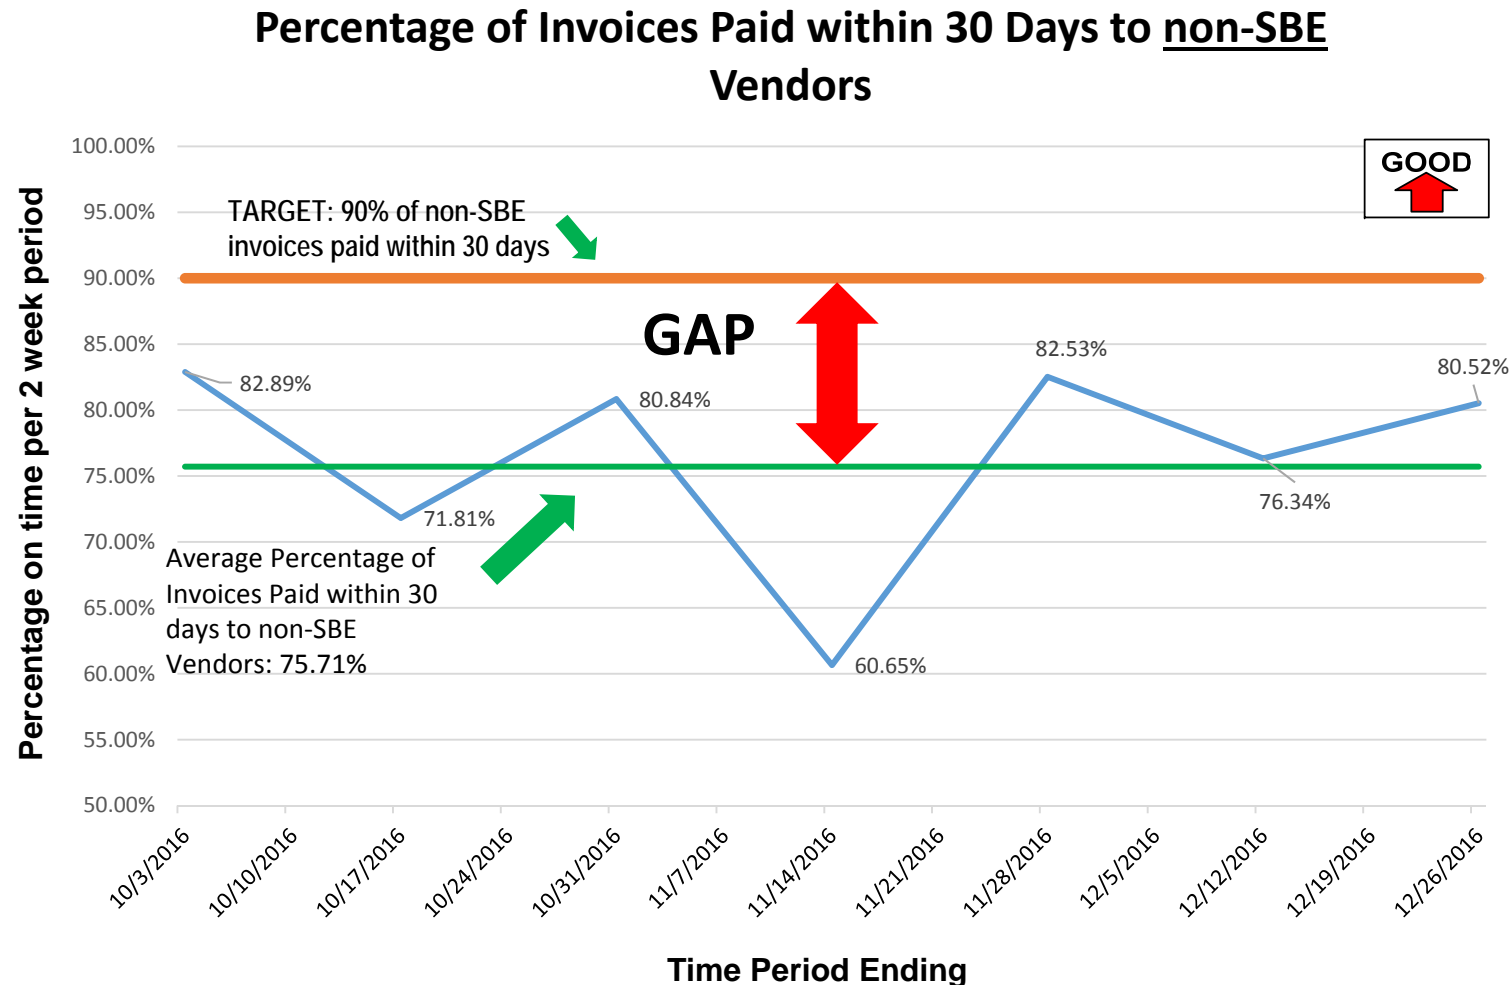 Percentage of Invoices Paid within 30 Days to non-SBE
Vendors
Percentage on time per 2 week period
100.00%
95.00%
90.00%
85.00%
80.00%
75.00%
70.00%
65.00%
60.00%
55.00%
50.00%
GOOD
TARGET: 90% of non-SBE
invoices paid within 30 days
GAP
82.89%
71.81%
80.84%
60.65%
82.53%
76.34%
80.52%
Average Percentage of
Invoices Paid within 30
days to non-SBE
Vendors: 75.71%
10/3/2016
10/10/2016
10/17/2016
10/24/2016
10/31/2016
11/7/2016
11/14/2016
11/21/2016
11/28/2016
12/5/2016
12/12/2016
12/19/2016
12/26/2016
Time Period Ending